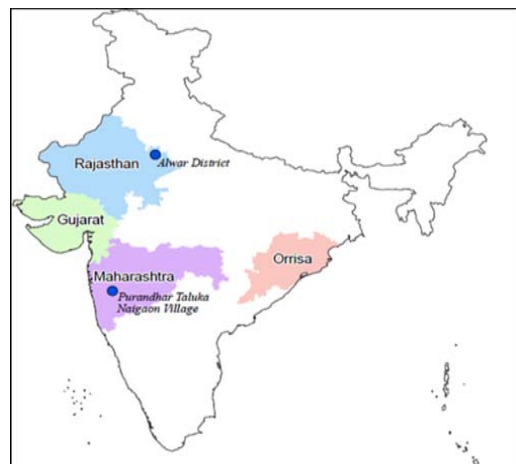 Rajasthan
Alwar District
Gujarat
Maharashtra
Orrisa
Purandhar Taluka
Naigaon Village